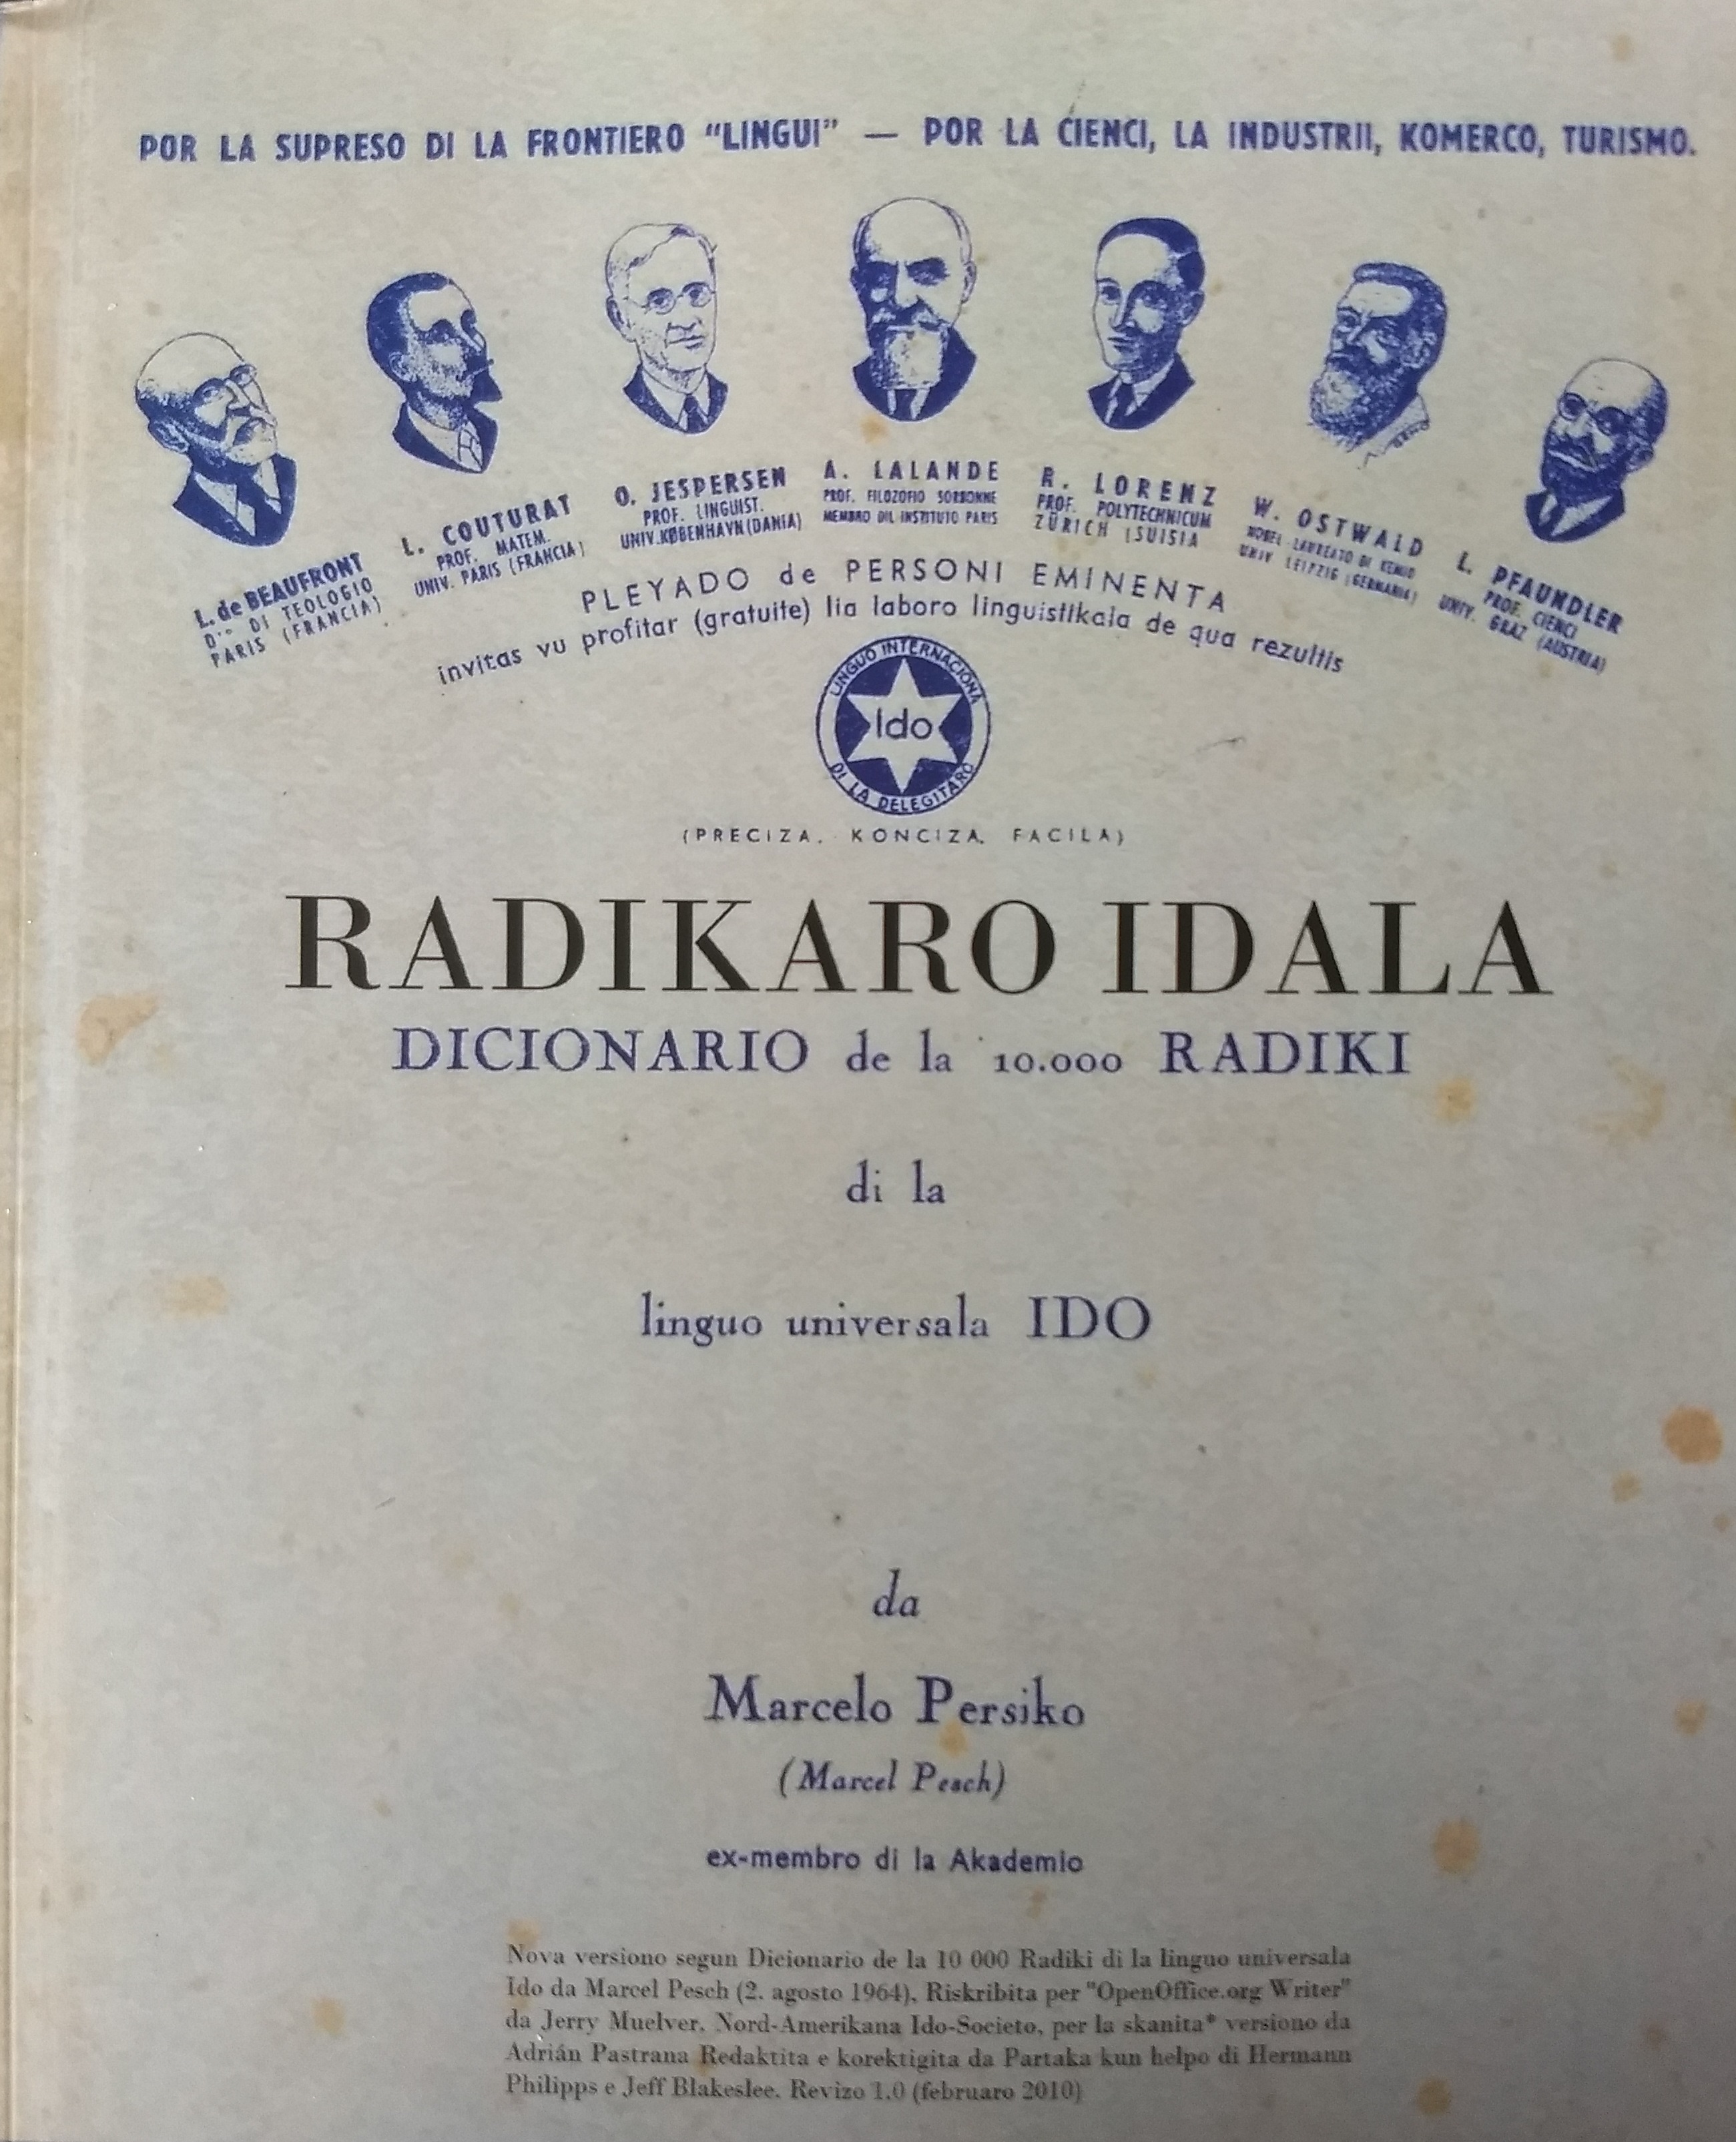 POR LA SUPRESO DI LA FRONTIERO "LINGUI" — POR LA CIENCI, LA INDUSTRII, KOMERCO, TURISMO.
L. de BEAUFRONT
DI TEOLOGIO
PARIS (FRANCIA)
L. COUTURAT
PROF. MATEM.
UNIV. PARIS (FRANCIA)
O. JESPERSEN
PROF. LINGUIST.
UNIV. KØBENHAVN (DANIA)
A. LALANDE
PROF. FILOZOFIO SORBONNE
MEMBRO DIL INSTITUTO PARIS
R. LORENZ
PROF. POLYTECHNICUM
ZÜRICH (SUISIA
W. OSTWALD
NOBEL-LAUREATO DI KEMIO
UNIV LEIPZIG (GERMANIA)
L. PFAUNDLER
PROF. CIENCI
UNIV. GRAZ (AUSTRIA)
PLEYADO de PERSONI EMINENTA
invitas vu profitar (gratuite) lia laboro linguistikala de qua rezultis
LINGUO INTERNACIONA
Ido
DI LA DELEGITARO
(PRECIZA, KONCIZA, FACILA)
RADIKARO IDALA
DICIONARIO de la 10.000 RADIKI
di la
linguo universala IDO
da
Marcelo Persiko
(Marcel Pesch)
ex-membro di la Akademio
Nova versiono segun Dicionario de la 10 000 Radiki di la linguo universala
Ido da Marcel Pesch (2. agosto 1964), Riskribita per "OpenOffice.org Writer"
da Jerry Muelver, Nord-Amerikana Ido-Societo, per la skanita* versiono da
Adrián Pastrana Redaktita e korektigita da Partaka kun helpo di Hermann
Philipps e Jeff Blakeslee. Revizo 1.0 (februaro 2010)